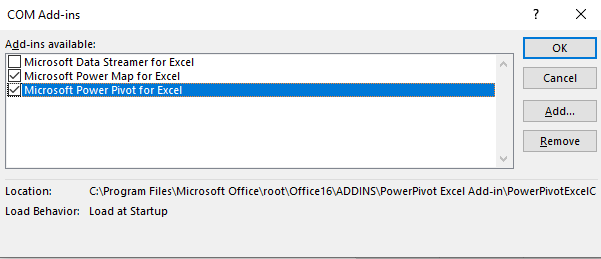 COM Add-ins ? ×
Add-ins available:
Microsoft Data Streamer for Excel
Microsoft Power Map for Excel
Microsoft Power Pivot for Excel
OK
Cancel
Add...
Remove
Location: C:\Program Files\Microsoft Office\root\Office16\ADDINS\PowerPivot Excel Add-in\PowerPivotExcelC
Load Behavior: Load at Startup